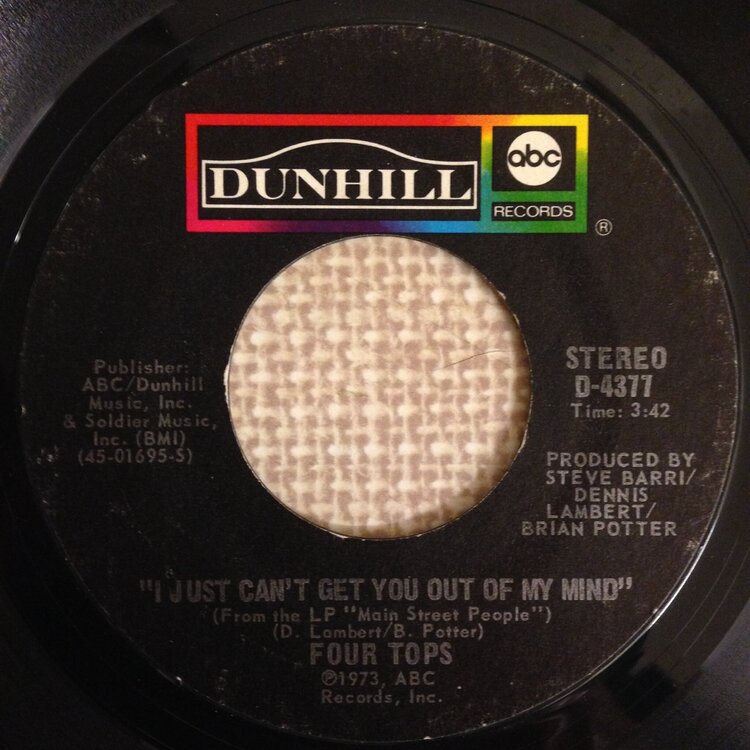 DUNHILL
abc
RECORDS
®
Publisher:
ABC/Dunhill
Music, Inc.
& Soldier Music,
Inc. (BMI)
(45-01695-S)
STEREO
D-4377
Time: 3:42
PRODUCED BY
STEVE BARRI/
DENNIS
LAMBERT/
BRIAN POTTER
"I JUST CAN'T GET YOU OUT OF MY MIND"
(From the LP "Main Street People")
(D. Lambert/B. Potter)
FOUR TOPS
℗1973, ABC
Records, Inc.